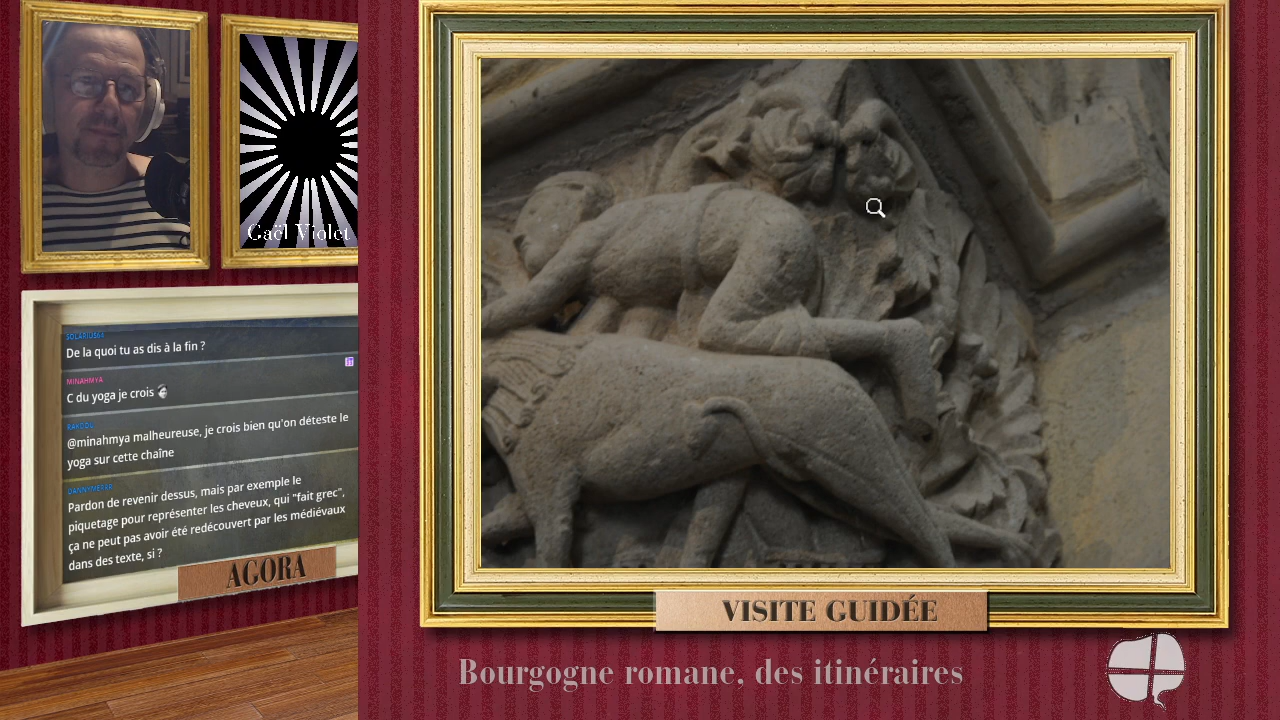 Gaël Violet
De la quoi tu as dis à la fin ?
MINAHMYA
C du yoga je crois
@minahmya malheureuse, je crois bien qu'on déteste le
yoga sur cette chaîne
DANNYMERRR
Pardon de revenir dessus, mais par exemple le
piquetage pour représenter les cheveux, qui "fait grec",
ça ne peut pas avoir été redécouvert par les médiévaux
dans des texte, si ?
AGORA
VISITE GUIDÉE
Bourgogne romane, des itinéraires